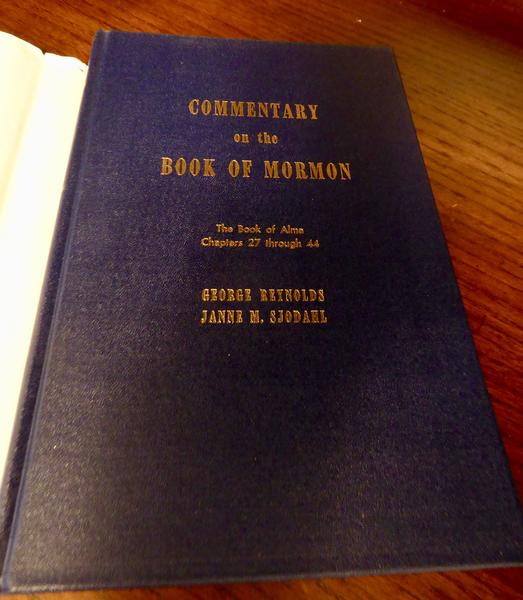 COMMENTARY
on the
BOOK OF MORMON
The Book of Alma
Chapters 27 through 44
GEORGE REYNOLDS
JANNE M. SJODAHL